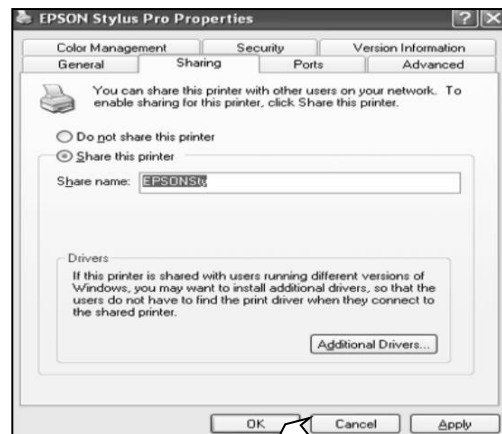 EPSON Stylus Pro Properties
Color Management Security Version Information
General Sharing Ports Advanced
You can share this printer with other users on your network. To
enable sharing for this printer, click Share this printer.
Do not share this printer
Share this printer
Share name: EPSONSty
Drivers
If this printer is shared with users running different versions of
Windows, you may want to install additional drivers, so that the
users do not have to find the print driver when they connect to
the shared printer.
Additional Drivers...
OK Cancel Apply